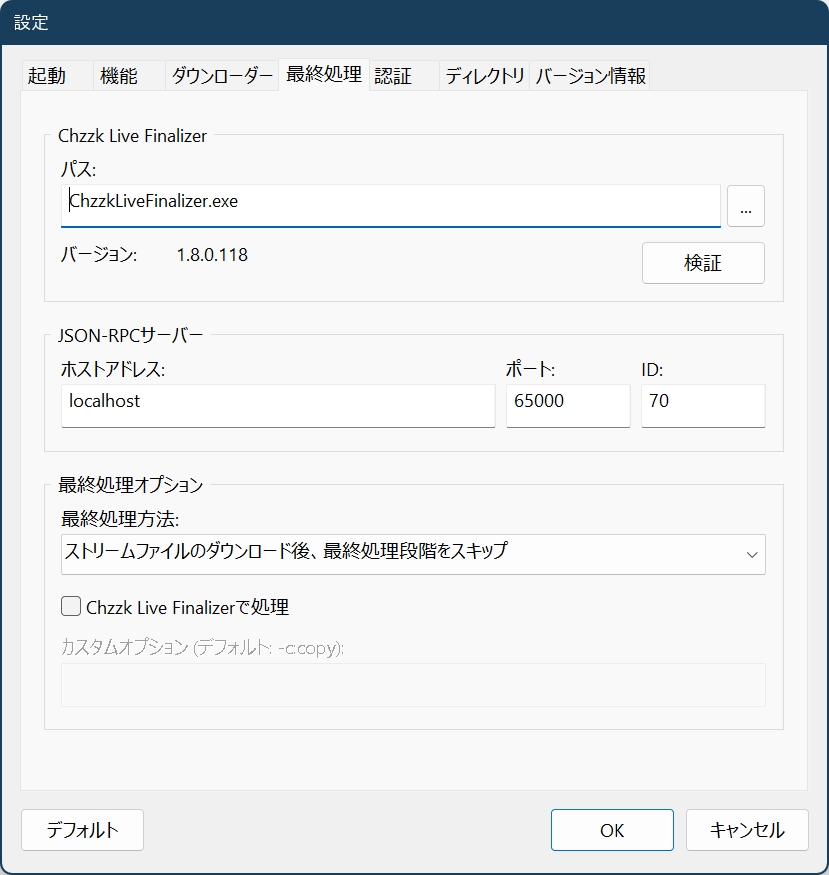 設定
起動 機能 ダウンローダー 最終処理 認証 ディレクトリ バージョン情報
Chzzk Live Finalizer
パス:
ChzzkLiveFinalizer.exe ...
バージョン: 1.8.0.118
検証
JSON-RPCサーバー
ホストアドレス: ポート: ID:
localhost 65000 70
最終処理オプション
最終処理方法:
ストリームファイルのダウンロード後、最終処理段階をスキップ
Chzzk Live Finalizerで処理
カスタムオプション (デフォルト: -c:copy):
デフォルト OK キャンセル